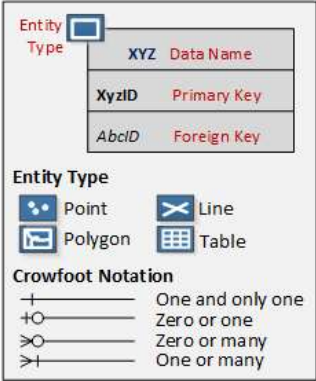 Entity
Type
XYZ Data Name
XyzID Primary Key
AbcID Foreign Key
Entity Type
Point Line
Polygon Table
Crowfoot Notation
One and only one
Zero or one
Zero or many
One or many